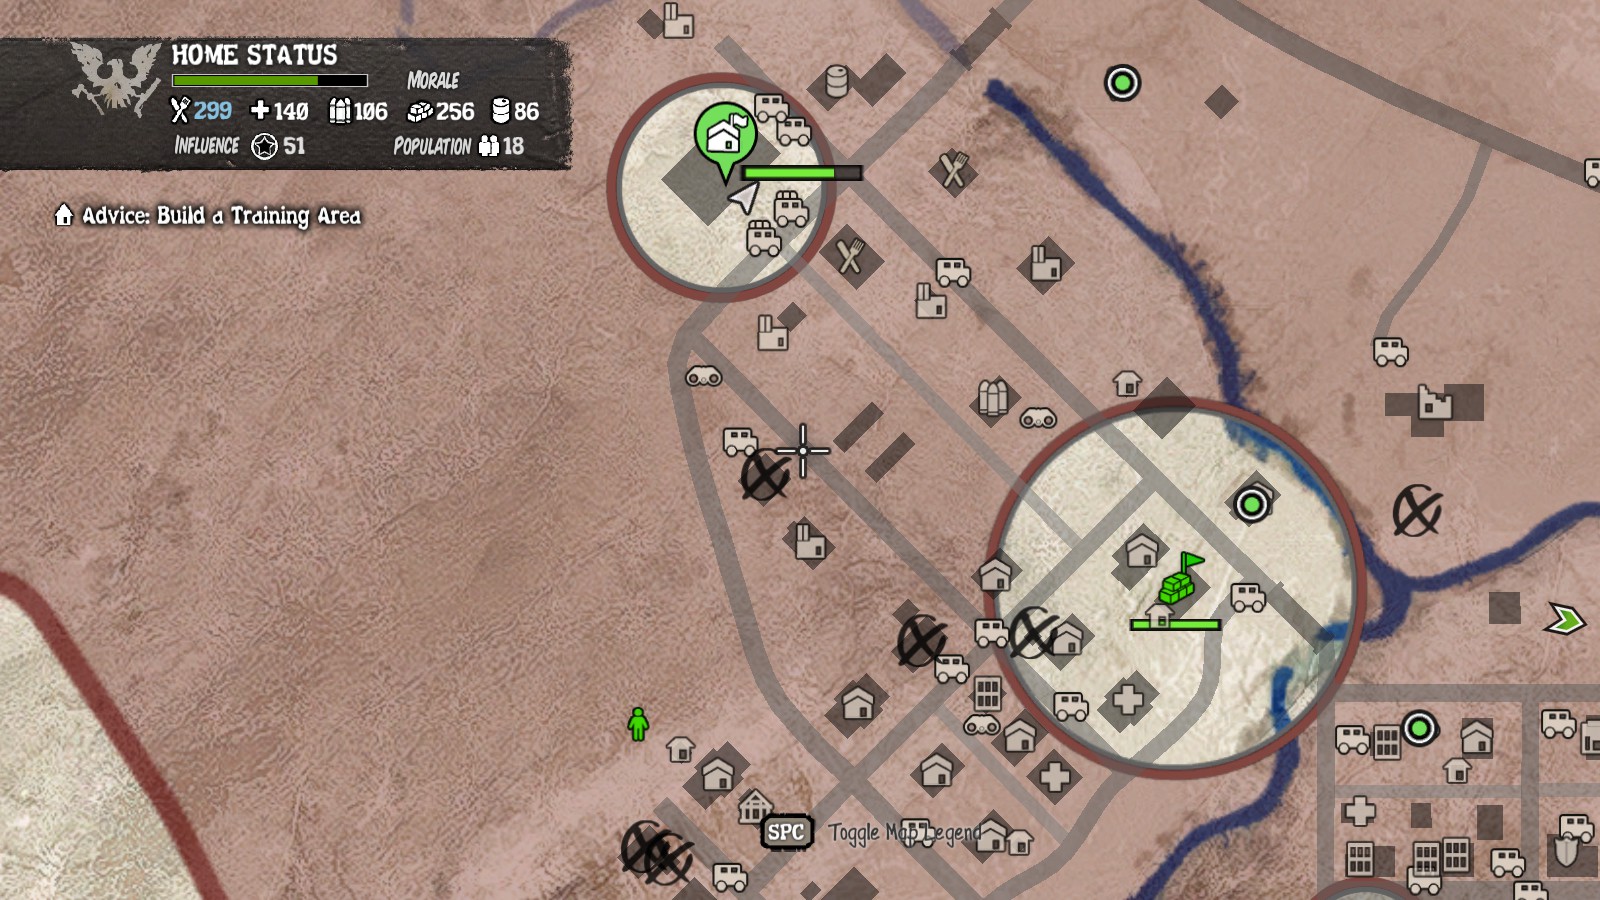 HOME STATUS
MORALE
299 140 106 256 86
INFLUENCE 51 POPULATION 18
Advice: Build a Training Area
SPC Toggle Map Legend